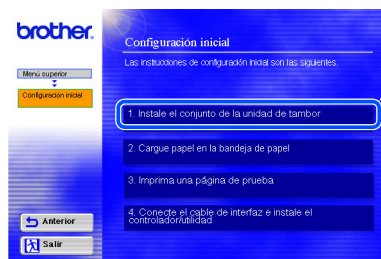 brother.
Configuración inicial
Las instrucciones de configuración inicial son las siguientes.
Menú superior
Configuración inicial
1. Instale el conjunto de la unidad de tambor
2. Cargue papel en la bandeja de papel
3. Imprima una página de prueba
4. Conecte el cable de interfaz e instale el
controlador/utilidad
Anterior
Salir